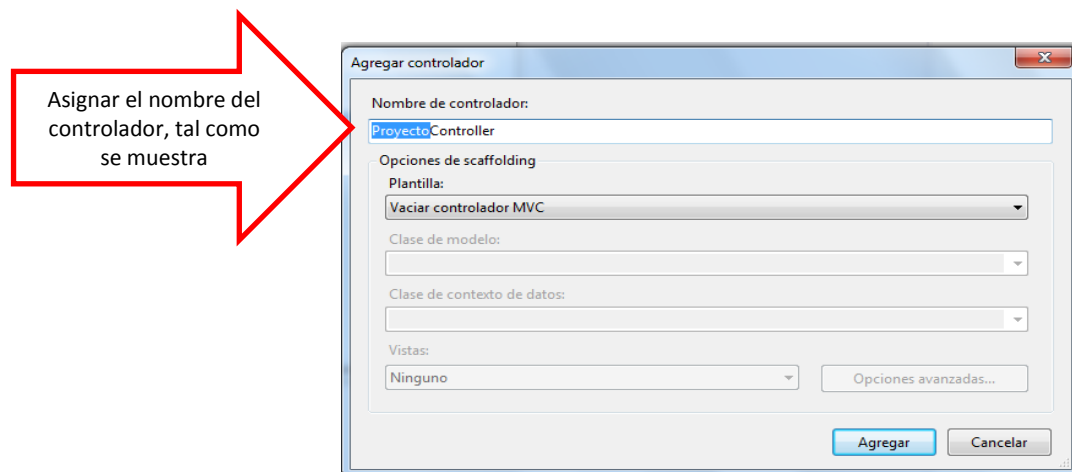 Asignar el nombre del
controlador, tal como
se muestra
Agregar controlador
Nombre de controlador:
ProyectoController
Opciones de scaffolding
Plantilla:
Vaciar controlador MVC
Clase de modelo:
Clase de contexto de datos:
Vistas:
Ninguno
Opciones avanzadas...
Agregar
Cancelar